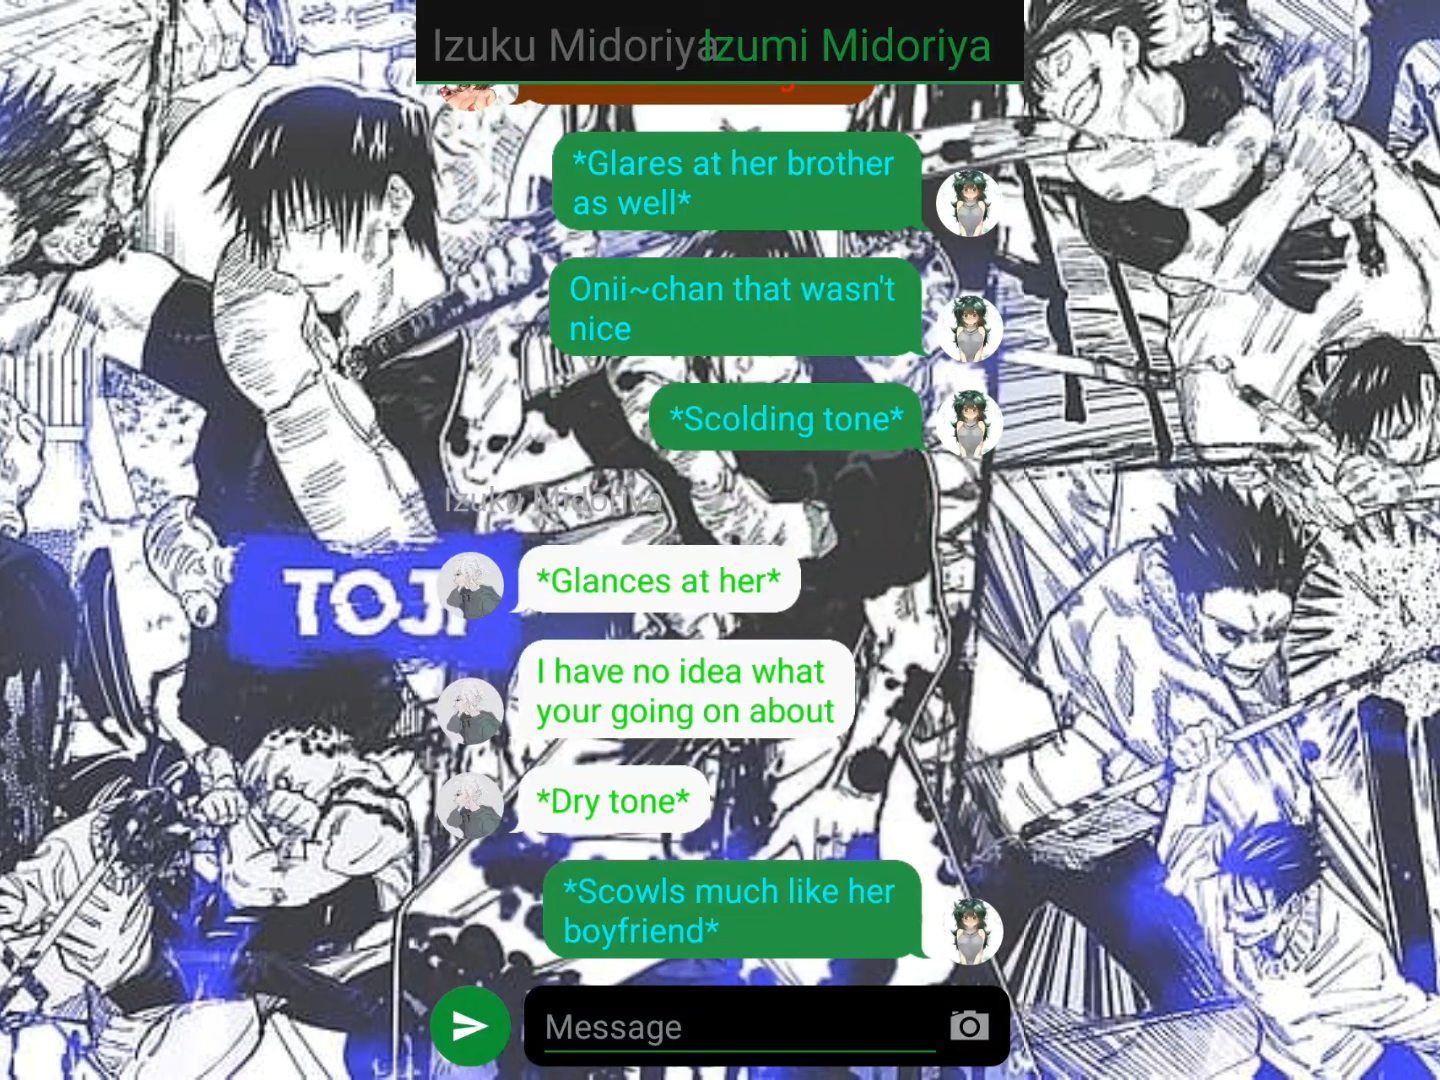 Izuku Midoriya
Izumi Midoriya
*Glares at her brother
as well*
Onii~chan that wasn't
nice
*Scolding tone*
Izuku Midoriya
*Glances at her*
TOJI
I have no idea what
your going on about
*Dry tone*
*Scowls much like her
boyfriend*
Message